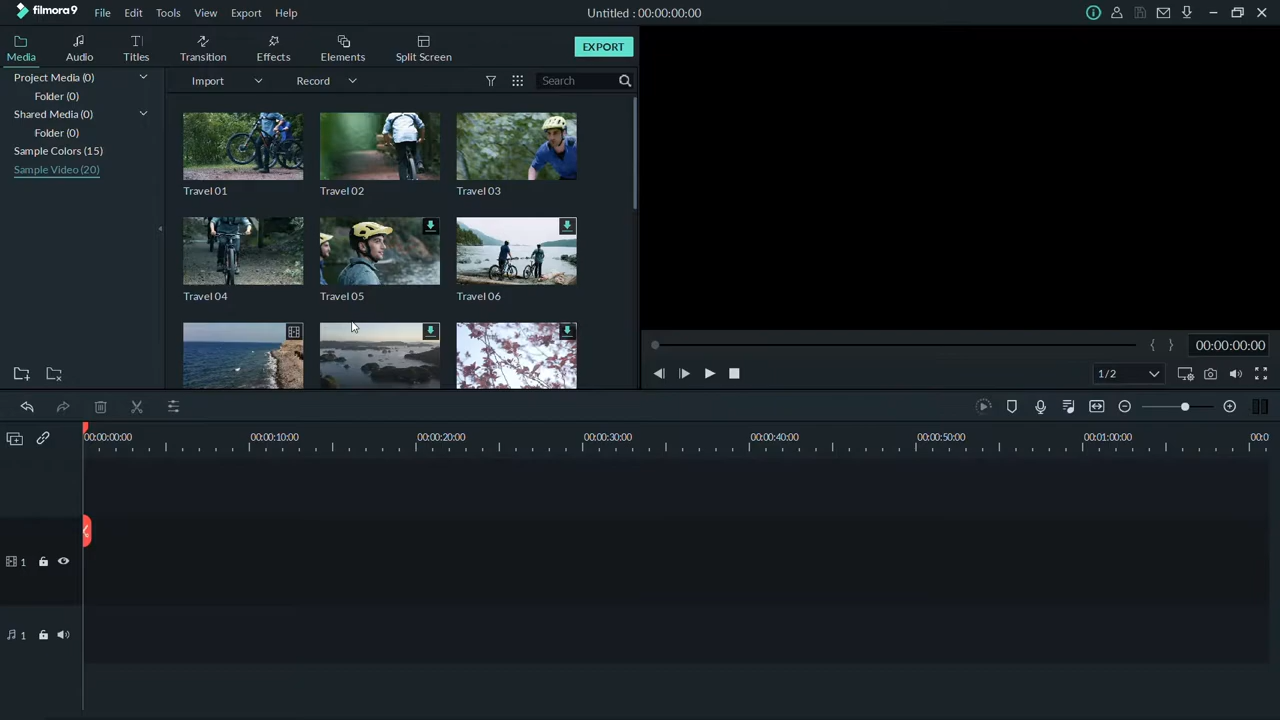 filmora 9 File Edit Tools View Export Help Untitled : 00:00:00:00
Media Audio Titles Transition Effects Elements Split Screen EXPORT
Project Media (0)
Folder (0)
Shared Media (0)
Folder (0)
Sample Colors (15)
Sample Video (20)
Import Record Search
Travel 01 Travel 02 Travel 03
Travel 04 Travel 05 Travel 06
00:00:00:00
1/2
00:00:00:00 00:00:10:00 00:00:20:00 00:00:30:00 00:00:40:00 00:00:50:00 00:01:00:00 00:0
1
1